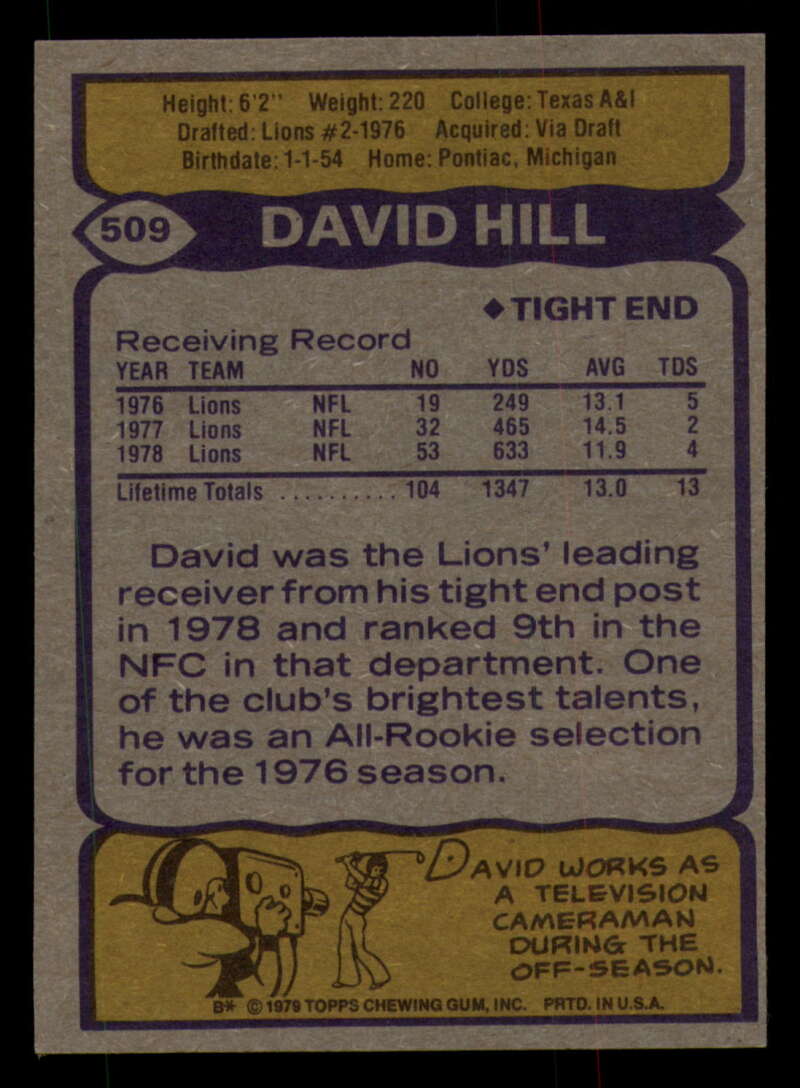 Height: 6'2" Weight: 220 College: Texas A&I
Drafted: Lions #2-1976 Acquired: Via Draft
Birthdate: 1-1-54 Home: Pontiac, Michigan
509 DAVID HILL
◆ TIGHT END
Receiving Record
YEAR TEAM NO YDS AVG TDS
1976 Lions NFL 19 249 13.1 5
1977 Lions NFL 32 465 14.5 2
1978 Lions NFL 53 633 11.9 4
Lifetime Totals .......... 104 1347 13.0 13
David was the Lions' leading
receiver from his tight end post
in 1978 and ranked 9th in the
NFC in that department. One
of the club's brightest talents,
he was an All-Rookie selection
for the 1976 season.
DAVID WORKS AS
A TELEVISION
CAMERAMAN
DURING THE
OFF-SEASON.
B* © 1979 TOPPS CHEWING GUM, INC. PRTD. IN U.S.A.